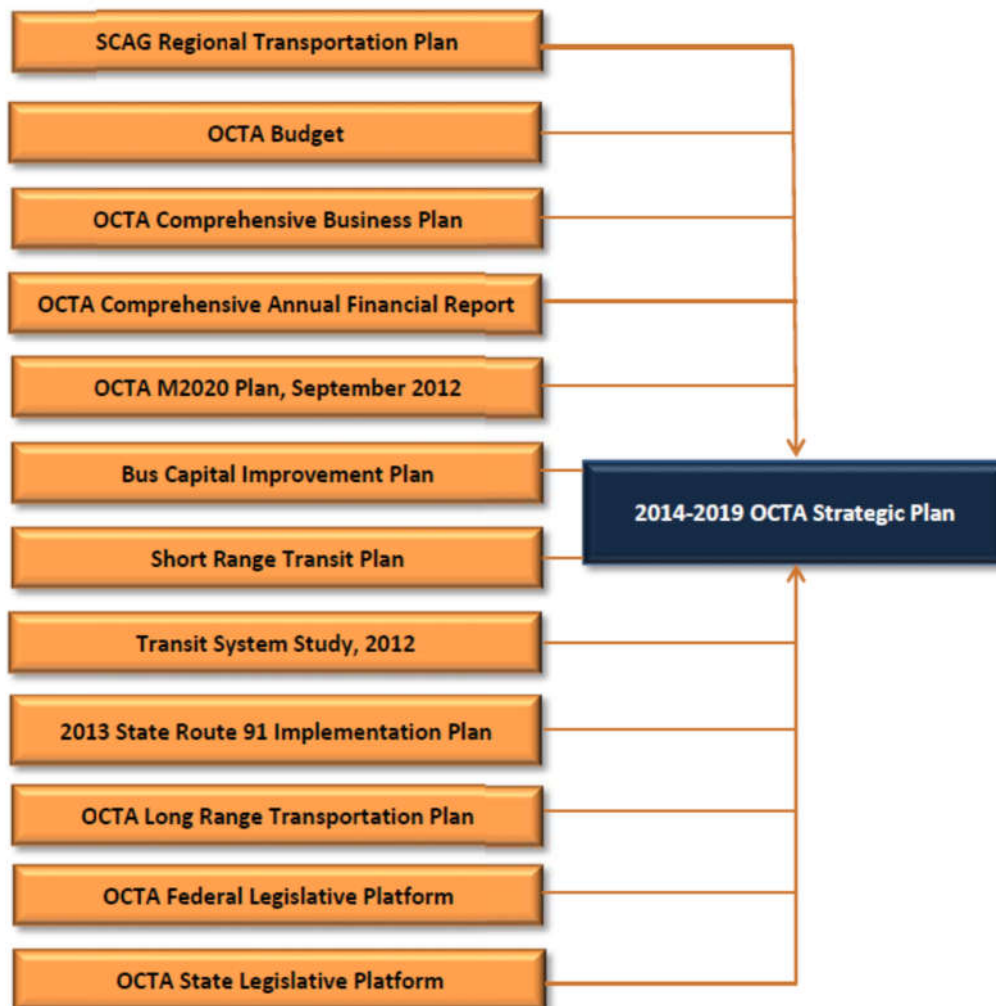 SCAG Regional Transportation Plan
OCTA Budget
OCTA Comprehensive Business Plan
OCTA Comprehensive Annual Financial Report
OCTA M2020 Plan, September 2012
Bus Capital Improvement Plan
2014-2019 OCTA Strategic Plan
Short Range Transit Plan
Transit System Study, 2012
2013 State Route 91 Implementation Plan
OCTA Long Range Transportation Plan
OCTA Federal Legislative Platform
OCTA State Legislative Platform